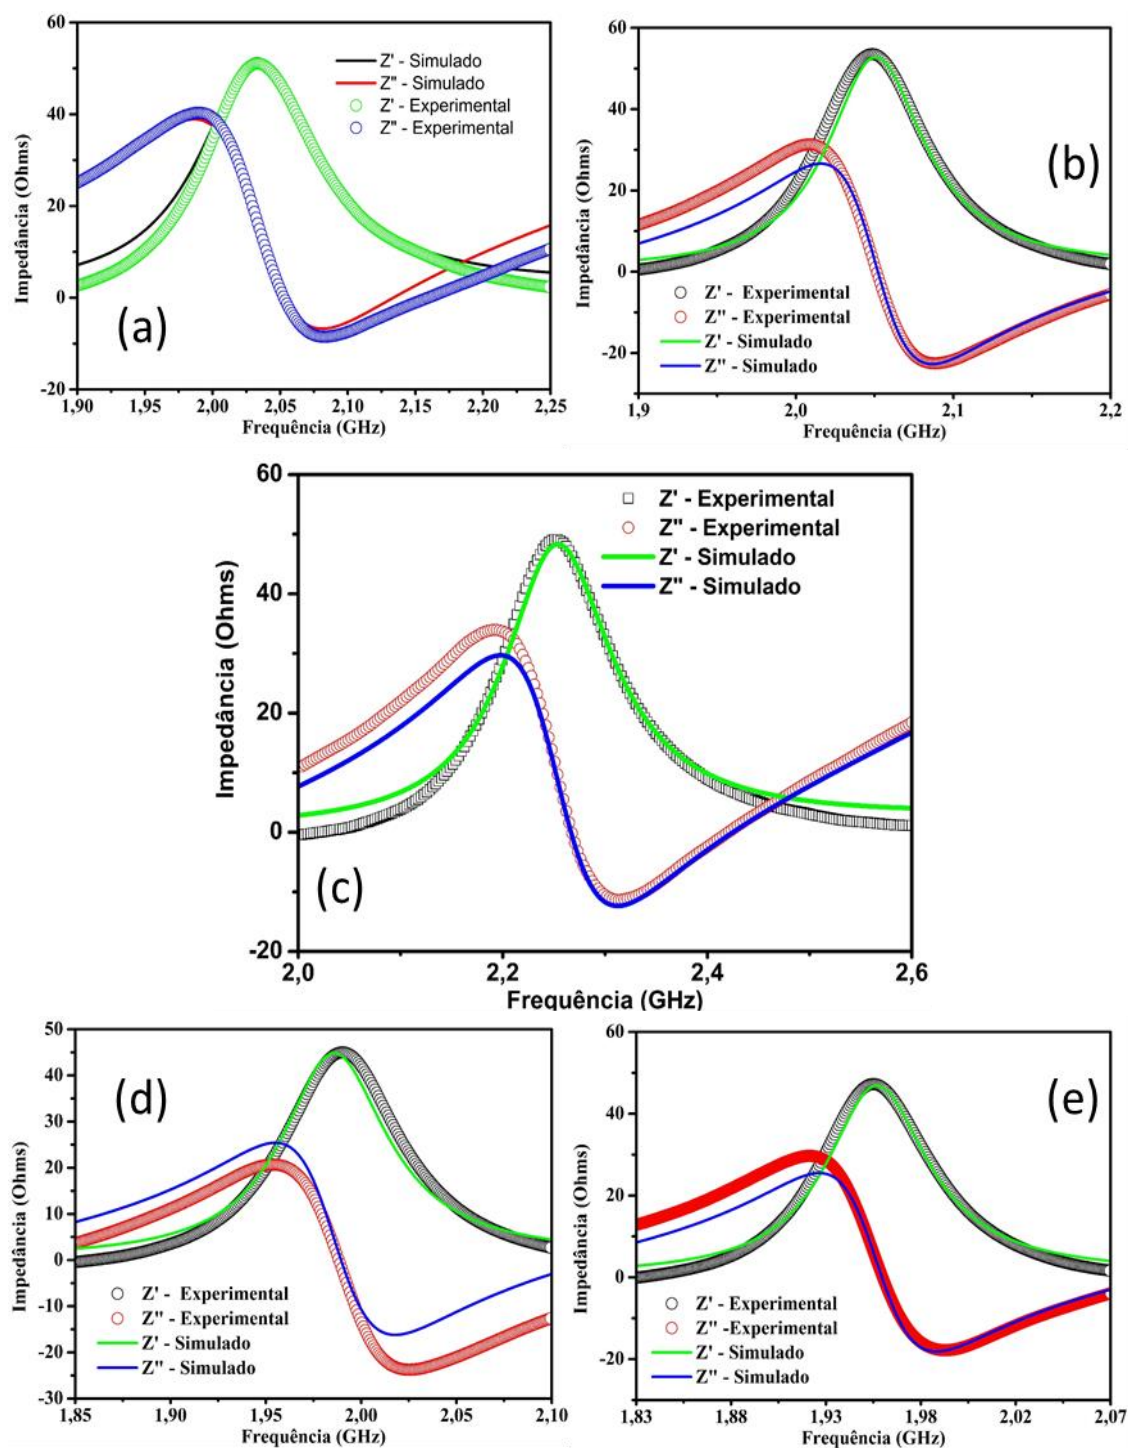 60
40
20
0
-20
Impedância (Ohms)
Z' - Simulado
Z" - Simulado
Z' - Experimental
Z" - Experimental
(a)
1,90 1,95 2,00 2,05 2,10 2,15 2,20 2,25
Frequência (GHz)
60
40
20
0
-20
Impedância (Ohms)
(b)
Z' - Experimental
Z" - Experimental
Z' - Simulado
Z" - Simulado
1,9 2,0 2,1 2,2
Frequência (GHz)
60
40
20
0
-20
Impedância (Ohms)
Z' - Experimental
Z" - Experimental
Z' - Simulado
Z" - Simulado
(c)
2,0 2,2 2,4 2,6
Frequência (GHz)
50
40
30
20
10
0
-10
-20
-30
Impedância (Ohms)
(d)
Z' - Experimental
Z" - Experimental
Z' - Simulado
Z" - Simulado
1,85 1,90 1,95 2,00 2,05 2,10
Frequência (GHz)
60
40
20
0
-20
Impedância (Ohms)
(e)
Z' - Experimental
Z" -Experimental
Z' - Simulado
Z" - Simulado
1,83 1,88 1,93 1,98 2,02 2,07
Frequência (GHz)